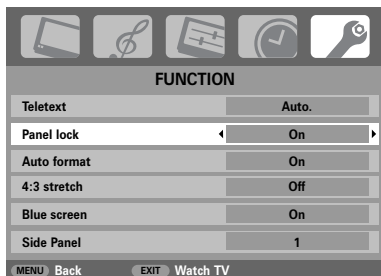 FUNCTION
Teletext Auto.
Panel lock On
Auto format On
4:3 stretch Off
Blue screen On
Side Panel 1
MENU Back EXIT Watch TV